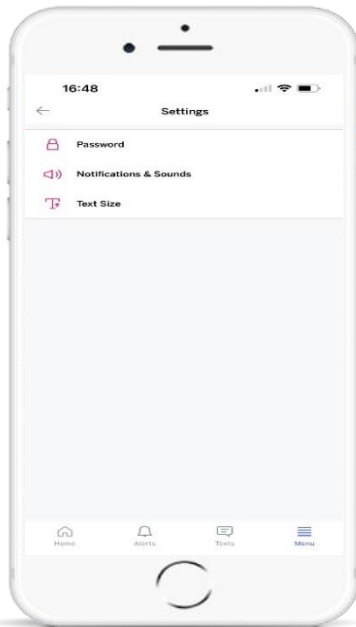 16:48
Settings
Password
Notifications & Sounds
Text Size
Home
Alerts
Texts
Menu